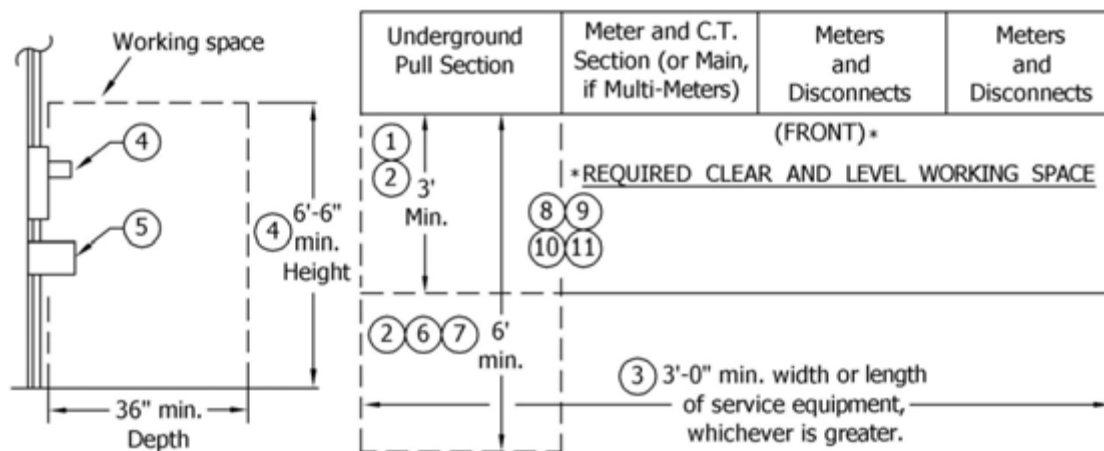 Working space
4
5
4
6'-6"
min.
Height
36" min.
Depth
Underground
Pull Section
Meter and C.T.
Section (or Main,
if Multi-Meters)
Meters
and
Disconnects
Meters
and
Disconnects
(FRONT)*
*REQUIRED CLEAR AND LEVEL WORKING SPACE
1
2
3'
Min.
8 9
10 11
2 6 7
6'
min.
3 3'-0" min. width or length
of service equipment,
whichever is greater.